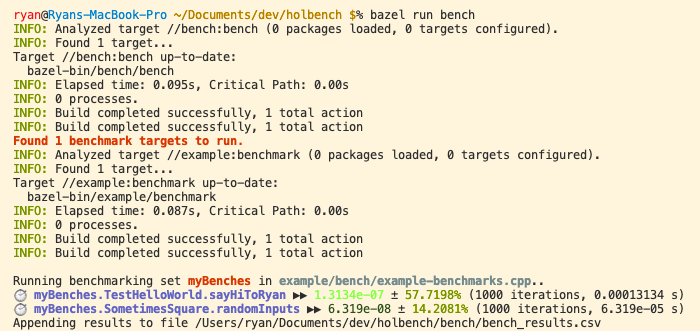 ryan@Ryans-MacBook-Pro ~/Documents/dev/holbench $% bazel run bench
INFO: Analyzed target //bench:bench (0 packages loaded, 0 targets configured).
INFO: Found 1 target...
Target //bench:bench up-to-date:
  bazel-bin/bench/bench
INFO: Elapsed time: 0.095s, Critical Path: 0.00s
INFO: 0 processes.
INFO: Build completed successfully, 1 total action
INFO: Build completed successfully, 1 total action
Found 1 benchmark targets to run.
INFO: Analyzed target //example:benchmark (0 packages loaded, 0 targets configured).
INFO: Found 1 target...
Target //example:benchmark up-to-date:
  bazel-bin/example/benchmark
INFO: Elapsed time: 0.087s, Critical Path: 0.00s
INFO: 0 processes.
INFO: Build completed successfully, 1 total action
INFO: Build completed successfully, 1 total action
Running benchmarking set myBenches in example/bench/example-benchmarks.cpp..
⏱ myBenches.TestHelloWorld.sayHiToRyan ▶▶ 1.3134e-07 ± 57.7198% (1000 iterations, 0.00013134 s)
⏱ myBenches.SometimesSquare.randomInputs ▶▶ 6.319e-08 ± 14.2081% (1000 iterations, 6.319e-05 s)
Appending results to file /Users/ryan/Documents/dev/holbench/bench/bench_results.csv